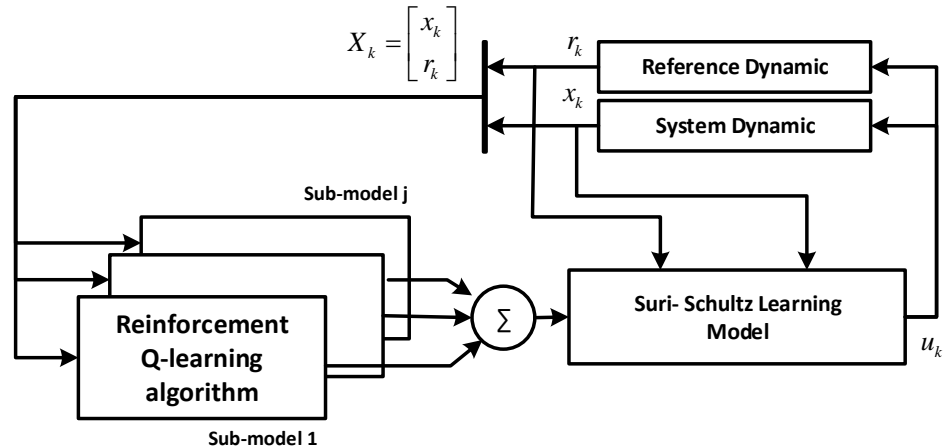 X_k = [x_k
r_k]
r_k
Reference Dynamic
x_k
System Dynamic
Sub-model j
Reinforcement
Q-learning
algorithm
Σ
Suri- Schultz Learning
Model
u_k
Sub-model 1